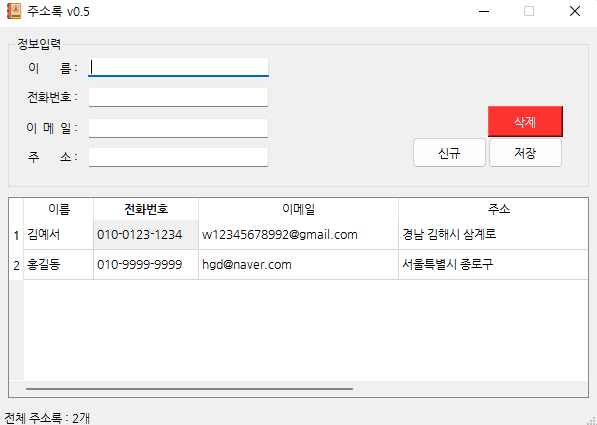 주소록 v0.5
정보입력
이 름 :
전화번호 :
이 메 일 :
주 소 :
삭제
신규 저장
이름 전화번호 이메일 주소
1 김예서 010-0123-1234 w12345678992@gmail.com 경남 김해시 삼계로
2 홍길동 010-9999-9999 hgd@naver.com 서울특별시 종로구
전체 주소록 : 2개